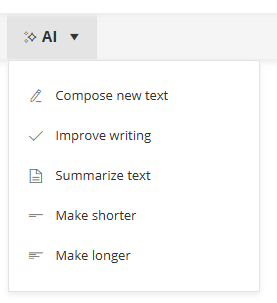 AI
Compose new text
Improve writing
Summarize text
Make shorter
Make longer